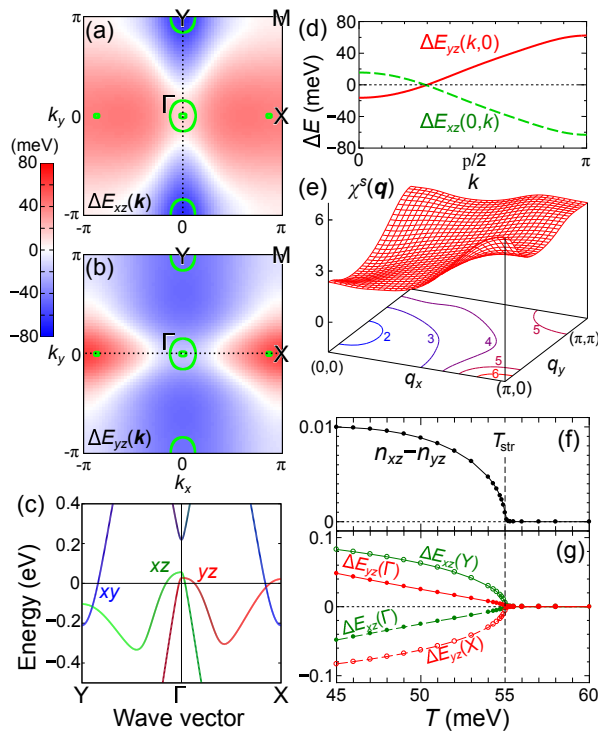 π
(a)
Y
M
Γ
k_y
0
X
(meV)
80
40
0
−40
−80
ΔE_xz(k)
-π
π
0
π
(b)
Y
M
Γ
k_y
0
X
ΔE_yz(k)
-π
-π
0
π
k_x
(c)
0.4
0.2
0
-0.2
-0.4
Energy (eV)
xy
xz
yz
Y
Γ
X
Wave vector
(d)
80
40
0
−40
−80
ΔE (meV)
ΔE_yz(k,0)
ΔE_xz(0,k)
0
p/2
π
k
(e)
χ^s(q)
9
6
3
0
2
3
4
5
5
6
(0,0)
q_x
(π,0)
q_y
(π,π)
(f)
0.01
0
n_xz−n_yz
T_str
(g)
0.1
0
−0.1
ΔE_xz(Y)
ΔE_yz(Γ)
ΔE_xz(Γ)
ΔE_yz(X)
45
50
55
60
T (meV)